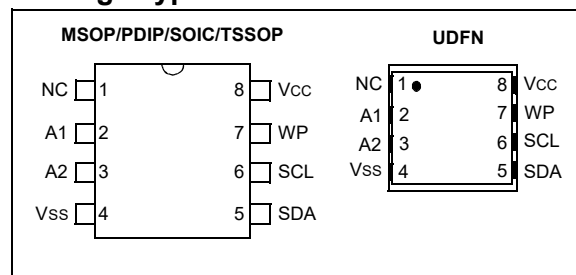 MSOP/PDIP/SOIC/TSSOP
NC 1 8 VCC
A1 2 7 WP
A2 3 6 SCL
VSS 4 5 SDA
UDFN
NC 1 8 VCC
A1 2 7 WP
A2 3 6 SCL
VSS 4 5 SDA